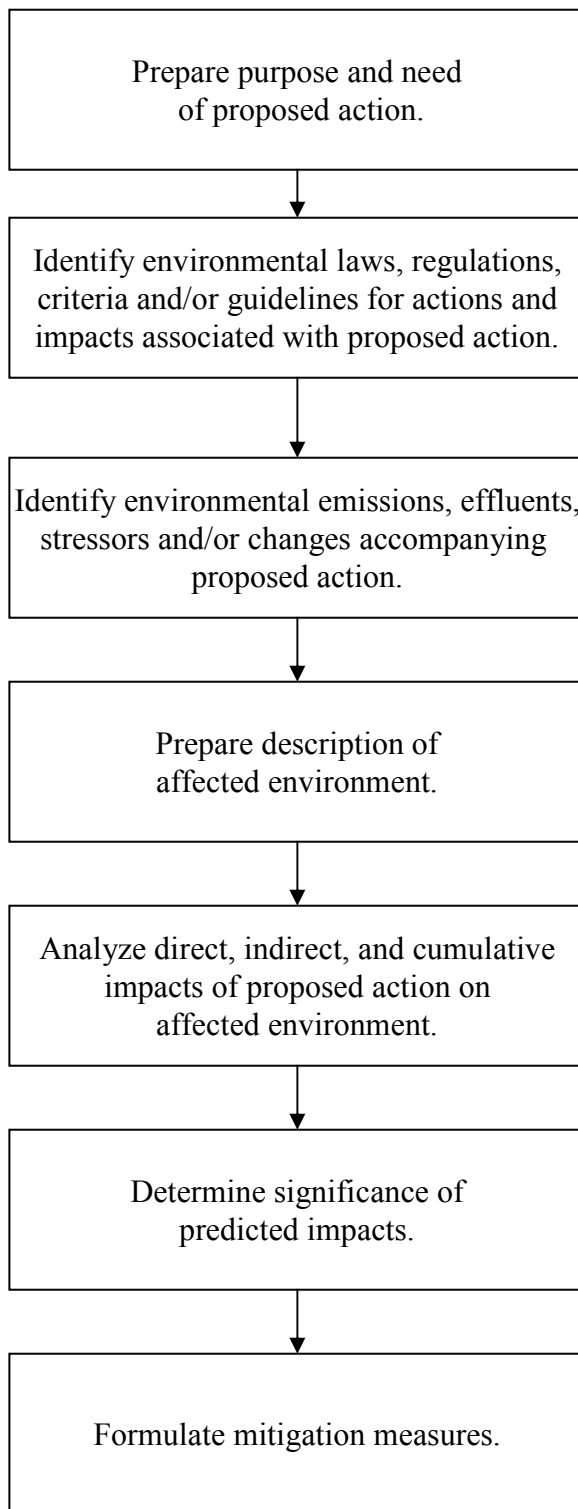 Prepare purpose and need
of proposed action.
Identify environmental laws, regulations,
criteria and/or guidelines for actions and
impacts associated with proposed action.
Identify environmental emissions, effluents,
stressors and/or changes accompanying
proposed action.
Prepare description of
affected environment.
Analyze direct, indirect, and cumulative
impacts of proposed action on
affected environment.
Determine significance of
predicted impacts.
Formulate mitigation measures.